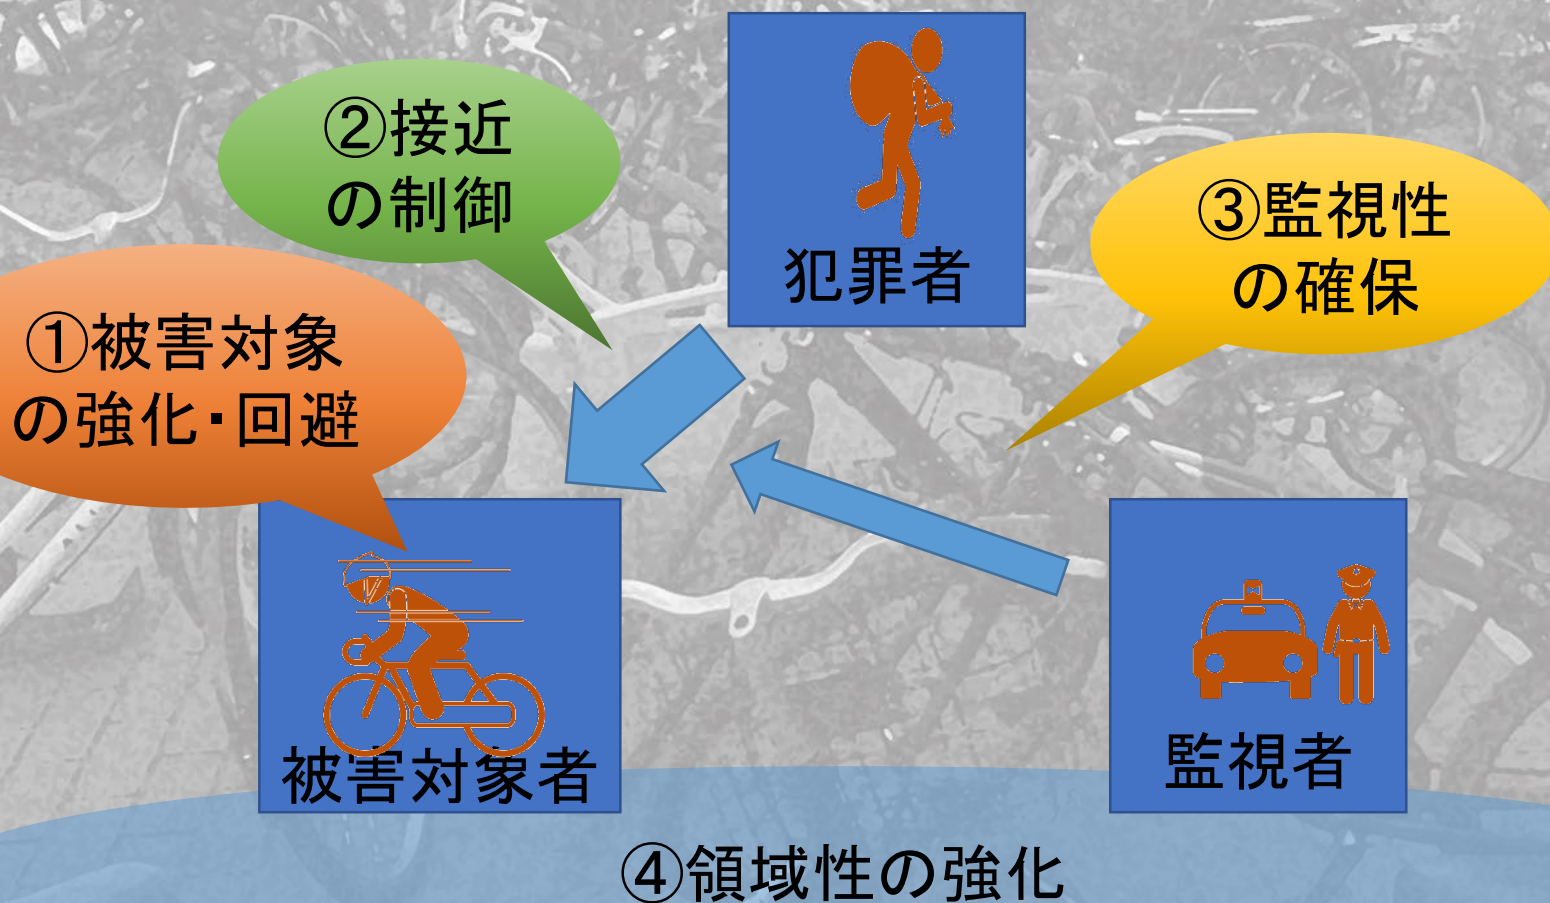 ②接近
の制御
犯罪者
③監視性
の確保
①被害対象
の強化・回避
被害対象者
監視者
④領域性の強化